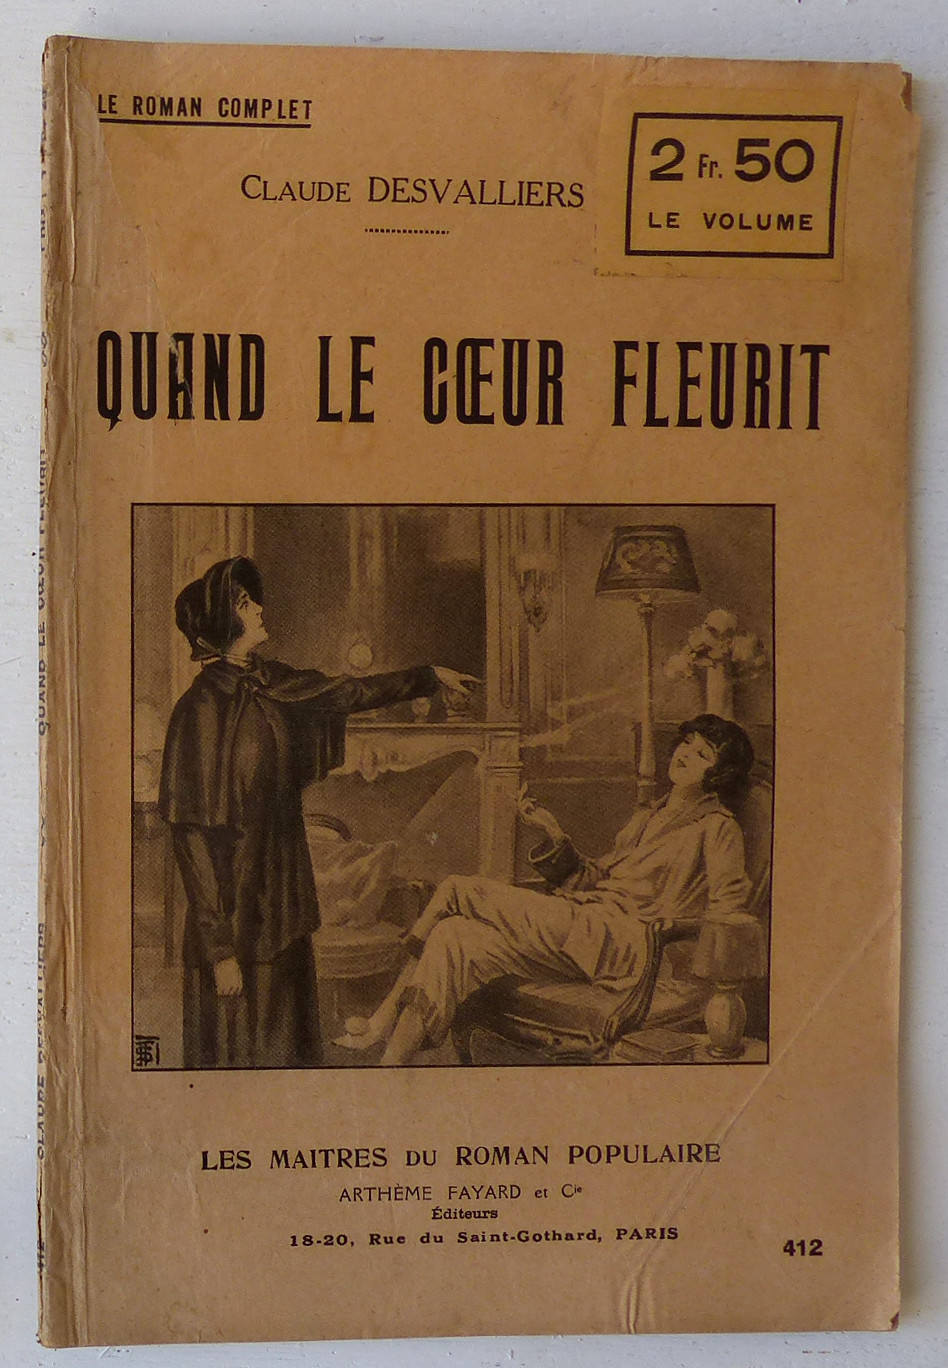 LE ROMAN COMPLET
2 Fr. 50
LE VOLUME
CLAUDE DESVALLIERS
QUAND LE CŒUR FLEURIT
LES MAITRES DU ROMAN POPULAIRE
ARTHÈME FAYARD et Cie
Éditeurs
18-20, Rue du Saint-Gothard, PARIS
412
QUAND LE CŒUR FLEURIT
CLAUDE DESVALLIERS
412